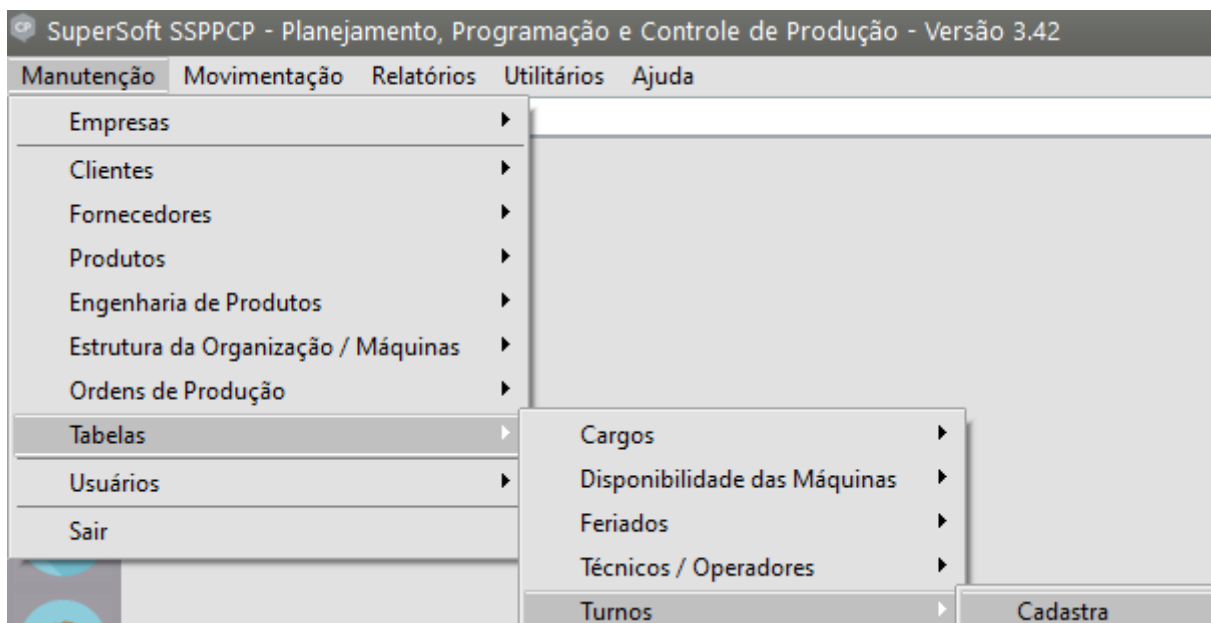 SuperSoft SSPPCP - Planejamento, Programação e Controle de Produção - Versão 3.42
Manutenção Movimentação Relatórios Utilitários Ajuda
Empresas
Clientes
Fornecedores
Produtos
Engenharia de Produtos
Estrutura da Organização / Máquinas
Ordens de Produção
Tabelas
Usuários
Sair
Cargos
Disponibilidade das Máquinas
Feriados
Técnicos / Operadores
Turnos
Cadastra